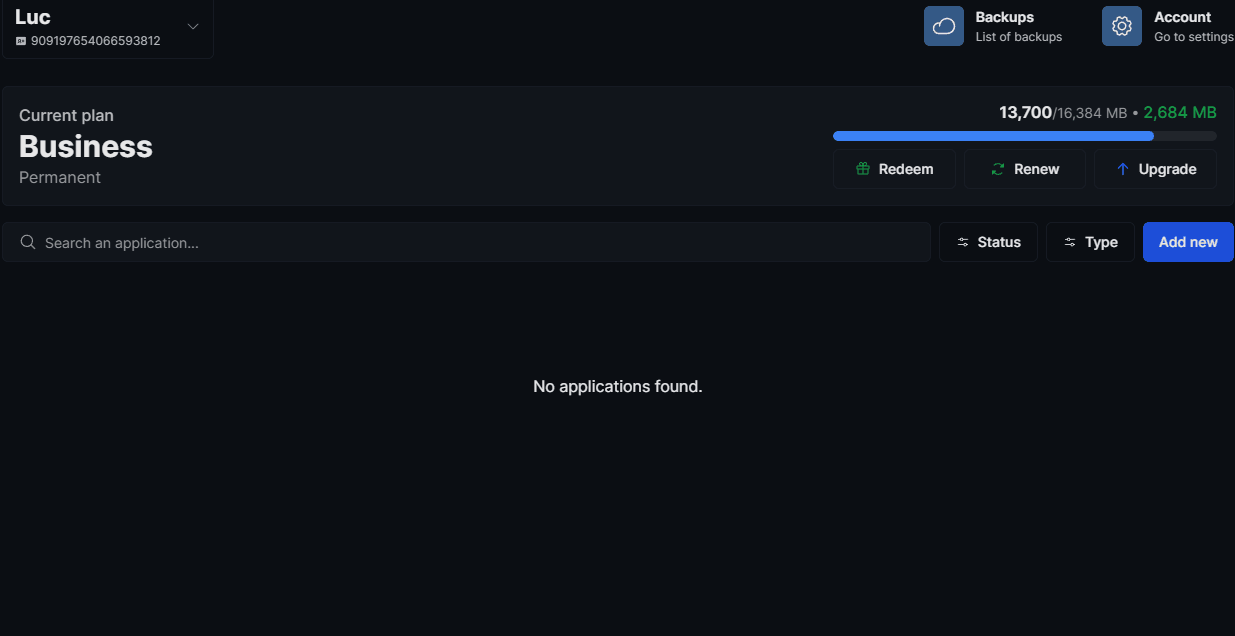 Luc
909197654066593812
Backups
List of backups
Account
Go to settings
Current plan
Business
Permanent
13,700/16,384 MB • 2,684 MB
Redeem
Renew
Upgrade
Search an application...
Status
Type
Add new
No applications found.